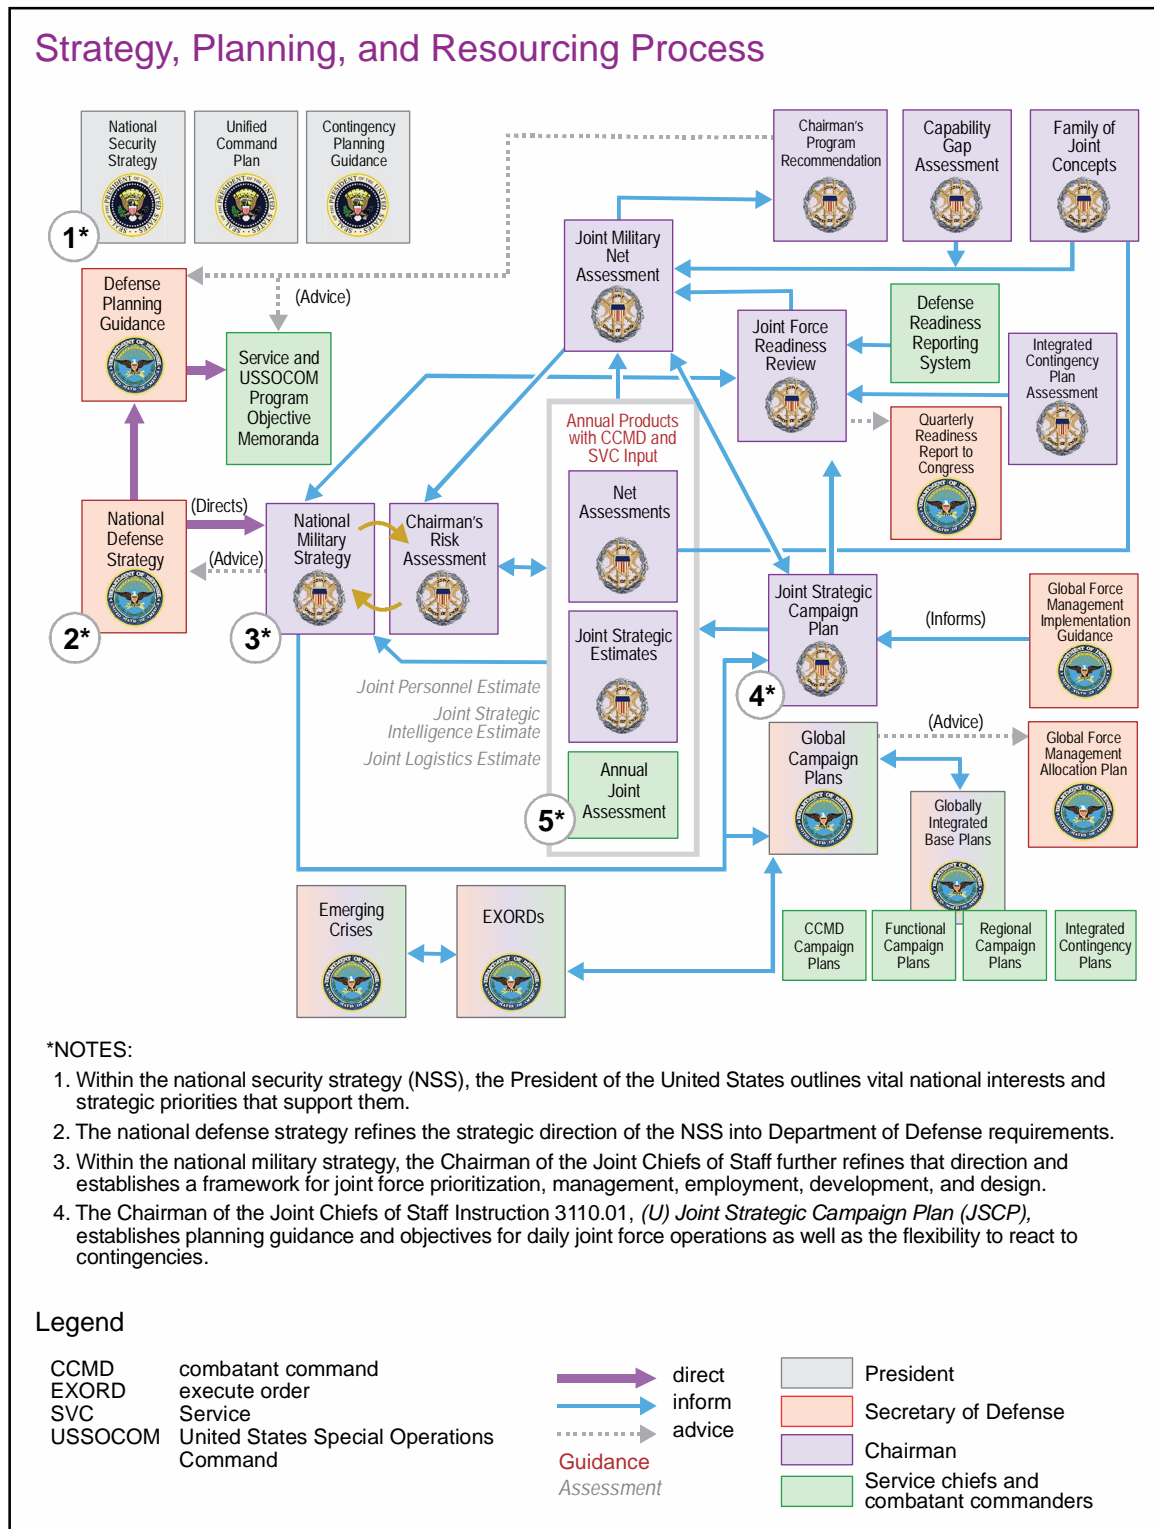 Strategy, Planning, and Resourcing Process
National
Security
Strategy
Unified
Command
Plan
Contingency
Planning
Guidance
1*
Chairman's
Program
Recommendation
Capability
Gap
Assessment
Family of
Joint
Concepts
Joint Military
Net
Assessment
Defense
Planning
Guidance
(Advice)
Service and
USSOCOM
Program
Objective
Memoranda
Joint Force
Readiness
Review
Defense
Readiness
Reporting
System
Integrated
Contingency
Plan
Assessment
Quarterly
Readiness
Report to
Congress
Annual Products
with CCMD and
SVC Input
National
Defense
Strategy
2*
(Directs)
(Advice)
National
Military
Strategy
3*
Chairman's
Risk
Assessment
Net
Assessments
Joint Strategic
Estimates
Joint Personnel Estimate
Joint Strategic
Intelligence Estimate
Joint Logistics Estimate
Annual
Joint
Assessment
5*
Joint Strategic
Campaign
Plan
4*
(Informs)
Global Force
Management
Implementation
Guidance
(Advice)
Global
Campaign
Plans
Global Force
Management
Allocation Plan
Globally
Integrated
Base Plans
CCMD
Campaign
Plans
Functional
Campaign
Plans
Regional
Campaign
Plans
Integrated
Contingency
Plans
Emerging
Crises
EXORDs
*NOTES:
1. Within the national security strategy (NSS), the President of the United States outlines vital national interests and
strategic priorities that support them.
2. The national defense strategy refines the strategic direction of the NSS into Department of Defense requirements.
3. Within the national military strategy, the Chairman of the Joint Chiefs of Staff further refines that direction and
establishes a framework for joint force prioritization, management, employment, development, and design.
4. The Chairman of the Joint Chiefs of Staff Instruction 3110.01, (U) Joint Strategic Campaign Plan (JSCP),
establishes planning guidance and objectives for daily joint force operations as well as the flexibility to react to
contingencies.
Legend
CCMD combatant command
EXORD execute order
SVC Service
USSOCOM United States Special Operations
Command
direct
inform
advice
Guidance
Assessment
President
Secretary of Defense
Chairman
Service chiefs and
combatant commanders